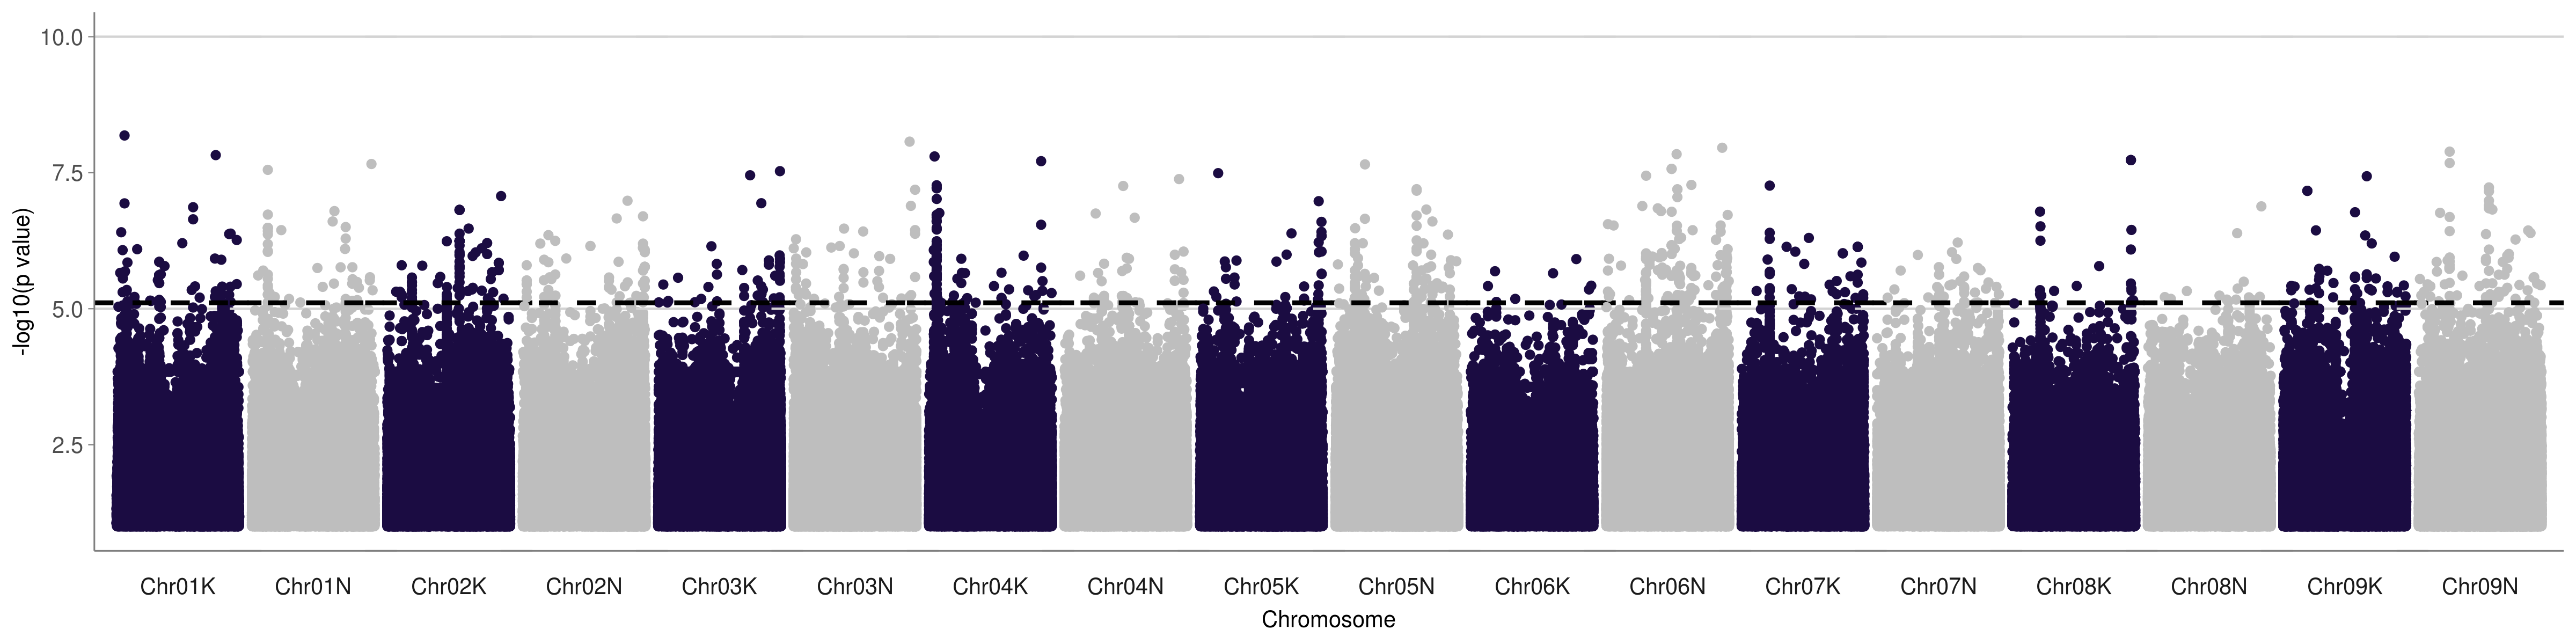 -log10(p value)
10.0
7.5
5.0
2.5
Chr01K Chr01N Chr02K Chr02N Chr03K Chr03N Chr04K Chr04N Chr05K Chr05N Chr06K Chr06N Chr07K Chr07N Chr08K Chr08N Chr09K Chr09N
Chromosome